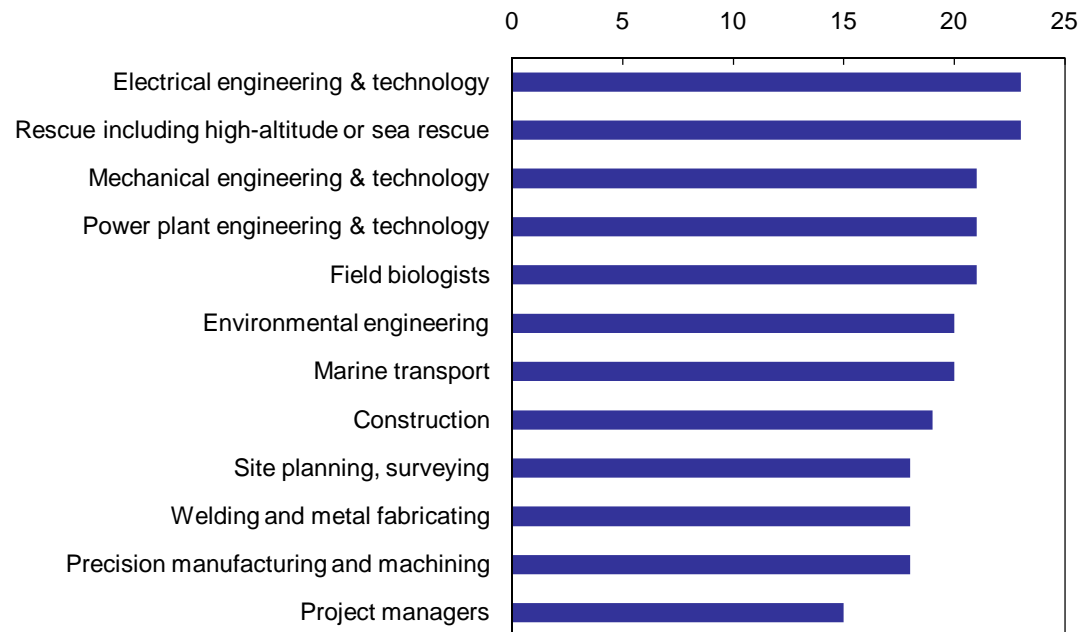 0 5 10 15 20 25
Electrical engineering & technology
Rescue including high-altitude or sea rescue
Mechanical engineering & technology
Power plant engineering & technology
Field biologists
Environmental engineering
Marine transport
Construction
Site planning, surveying
Welding and metal fabricating
Precision manufacturing and machining
Project managers